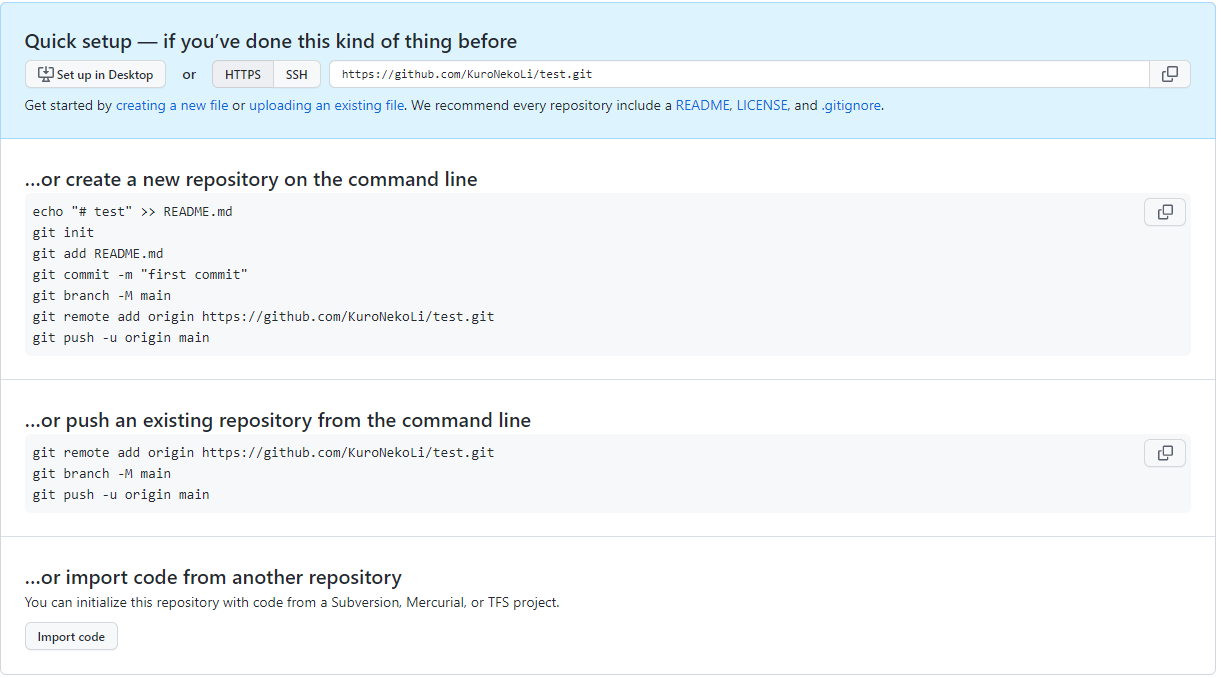 Quick setup — if you’ve done this kind of thing before
Set up in Desktop or HTTPS SSH https://github.com/KuroNekoLi/test.git
Get started by creating a new file or uploading an existing file. We recommend every repository include a README, LICENSE, and .gitignore.
…or create a new repository on the command line
echo "# test" >> README.md
git init
git add README.md
git commit -m "first commit"
git branch -M main
git remote add origin https://github.com/KuroNekoLi/test.git
git push -u origin main
…or push an existing repository from the command line
git remote add origin https://github.com/KuroNekoLi/test.git
git branch -M main
git push -u origin main
…or import code from another repository
You can initialize this repository with code from a Subversion, Mercurial, or TFS project.
Import code